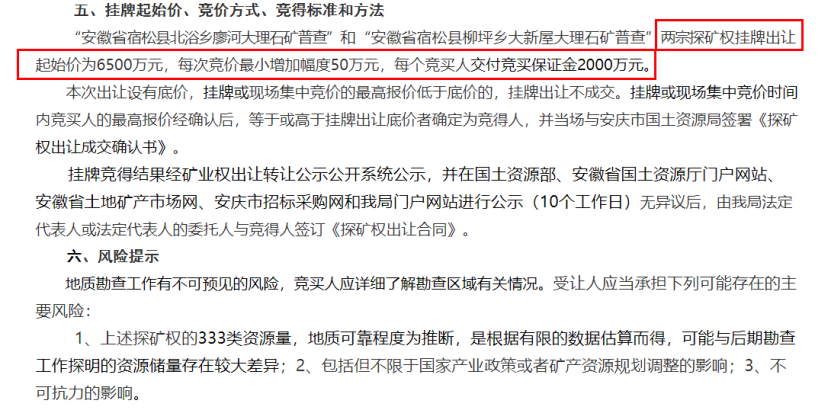 五、挂牌起始价、竞价方式、竞得标准和方法
“安徽省宿松县北浴乡廖河大理石矿普查”和“安徽省宿松县柳坪乡大新屋大理石矿普查”两宗探矿权挂牌出让
起始价为6500万元，每次竞价最小增加幅度50万元，每个竞买人交付竞买保证金2000万元。
本次出让设有底价，挂牌或现场集中竞价的最高报价低于底价的，挂牌出让不成交。挂牌或现场集中竞价时间
内竞买人的最高报价经确认后，等于或高于挂牌出让底价者确定为竞得人，并当场与安庆市国土资源局签署《探矿
权出让成交确认书》。
挂牌竞得结果经矿业权出让转让公示公开系统公示，并在国土资源部、安徽省国土资源厅门户网站、
安徽省土地矿产市场网、安庆市招标采购网和我局门户网站进行公示（10个工作日）无异议后，由我局法定
代表人或法定代表人的委托人与竞得人签订《探矿权出让合同》。
六、风险提示
地质勘查工作有不可预见的风险，竞买人应详细了解勘查区域有关情况。受让人应当承担下列可能存在的主
要风险：
1、上述探矿权的333类资源量，地质可靠程度为推断，是根据有限的数据估算而得，可能与后期勘查
工作探明的资源储量存在较大差异；2、包括但不限于国家产业政策或者矿产资源规划调整的影响；3、不
可抗力的影响。